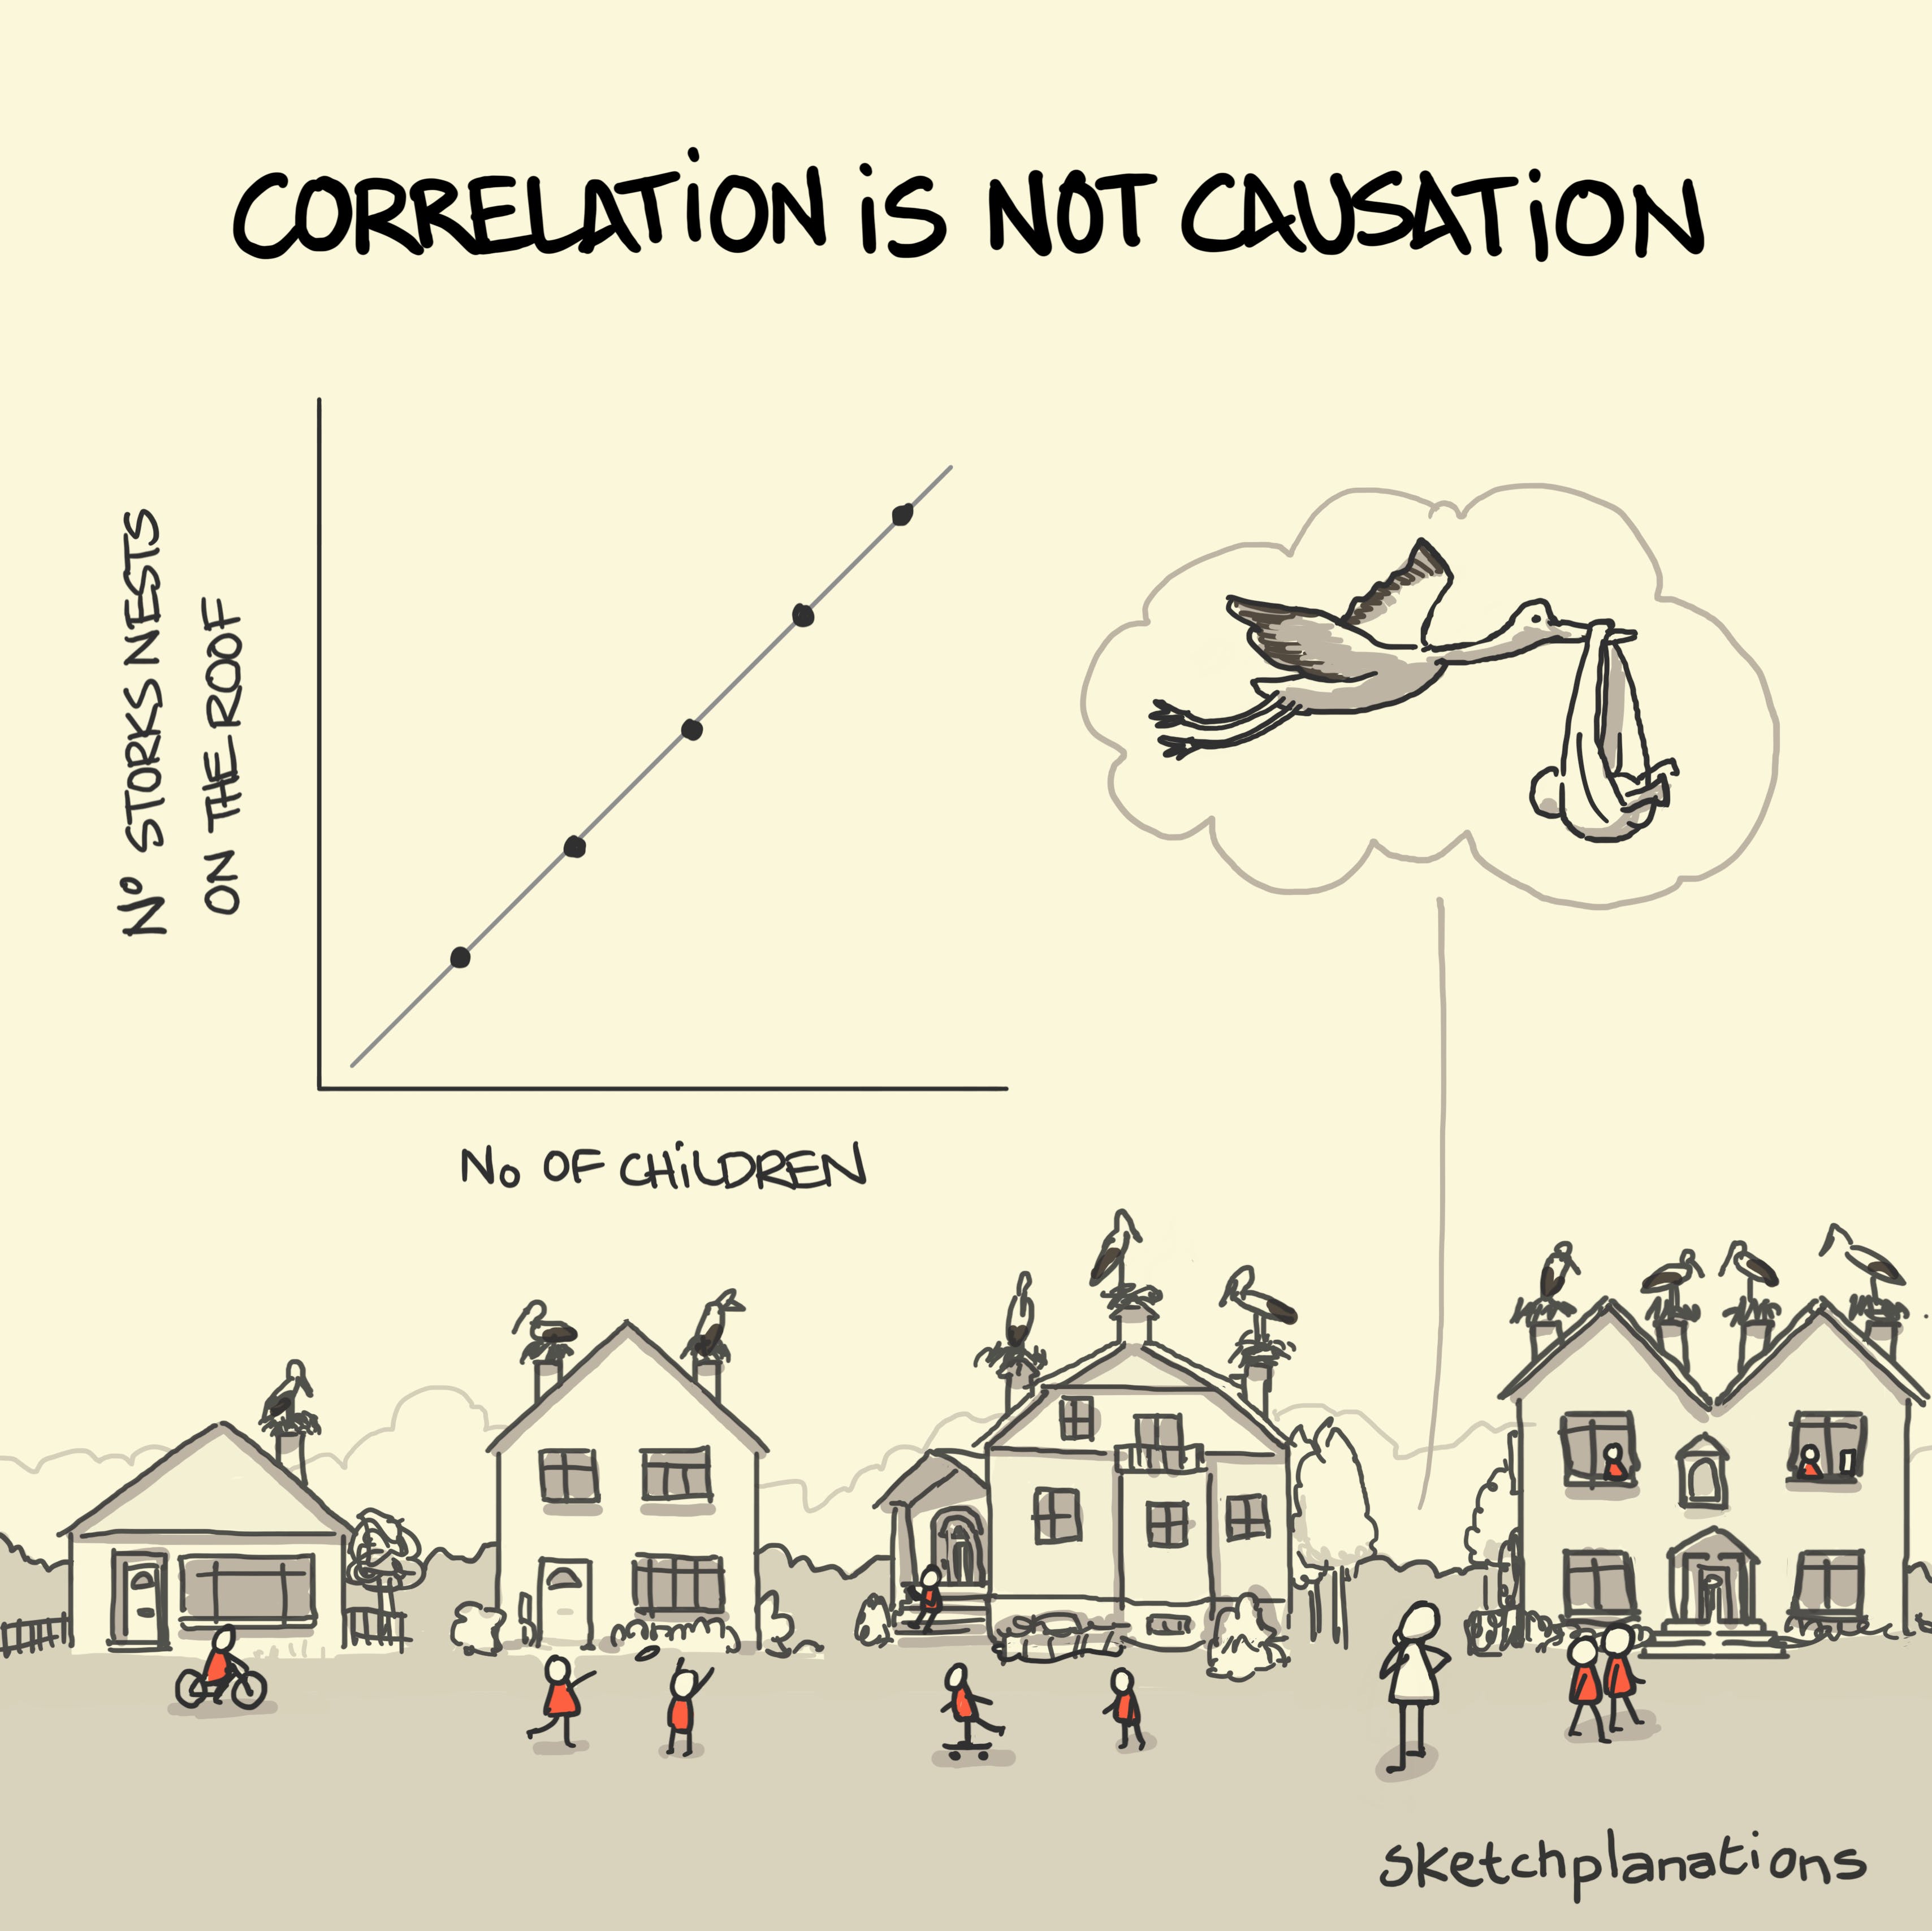 CORRELATION IS NOT CAUSATION
Nº STORKS NESTS
ON THE ROOF
No OF CHILDREN
sketchplanations